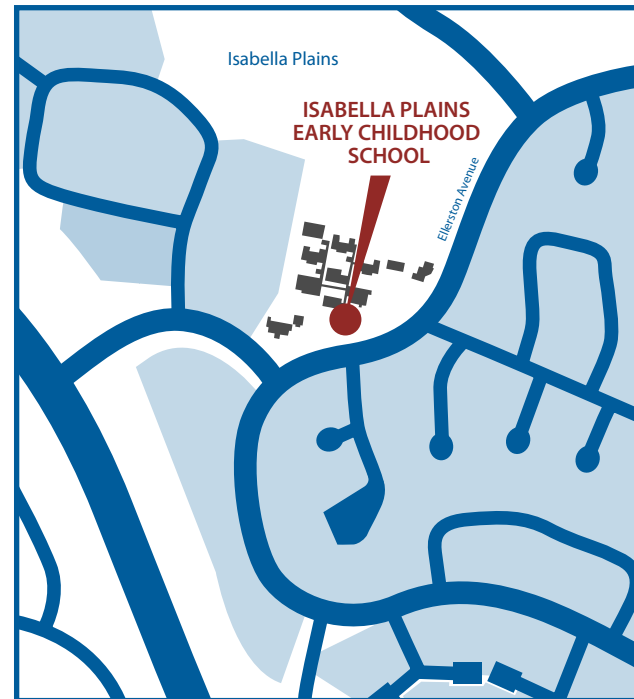 Isabella Plains
ISABELLA PLAINS
EARLY CHILDHOOD
SCHOOL
Ellerston Avenue